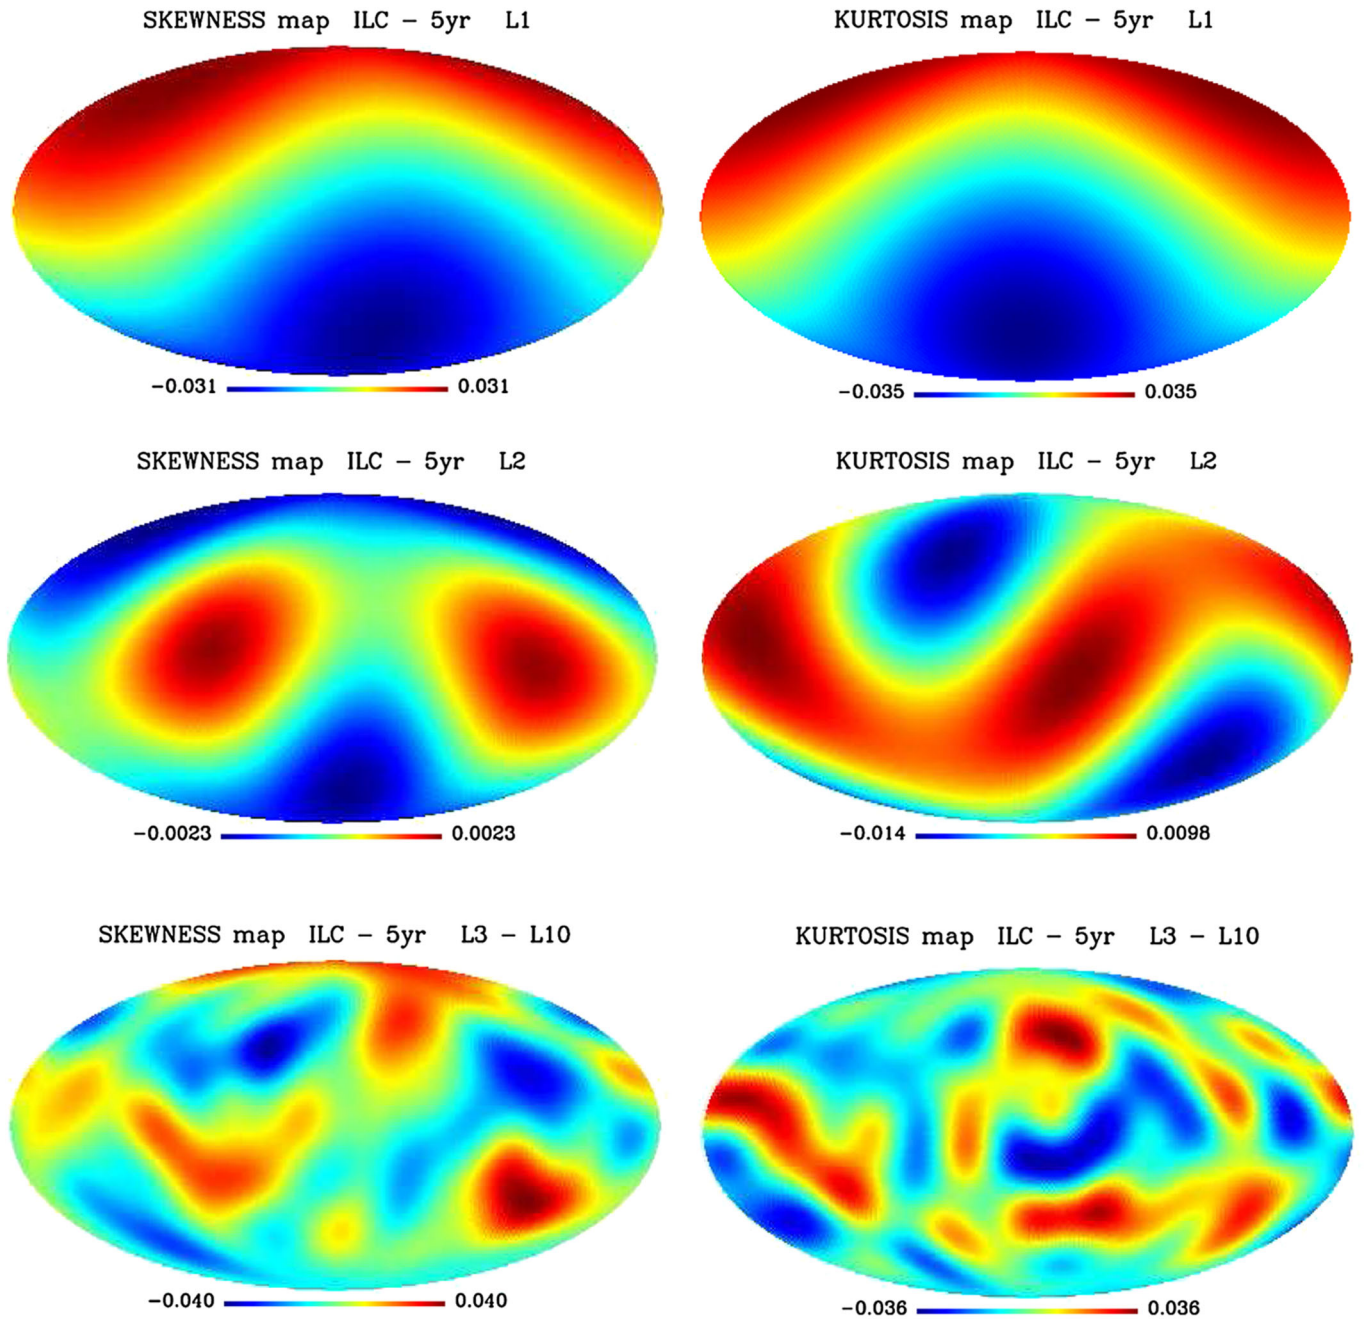 SKEWNESS map ILC - 5yr L1
KURTOSIS map ILC - 5yr L1
-0.031 0.031
-0.035 0.035
SKEWNESS map ILC - 5yr L2
KURTOSIS map ILC - 5yr L2
-0.0023 0.0023
-0.014 0.0098
SKEWNESS map ILC - 5yr L3 - L10
KURTOSIS map ILC - 5yr L3 - L10
-0.040 0.040
-0.036 0.036